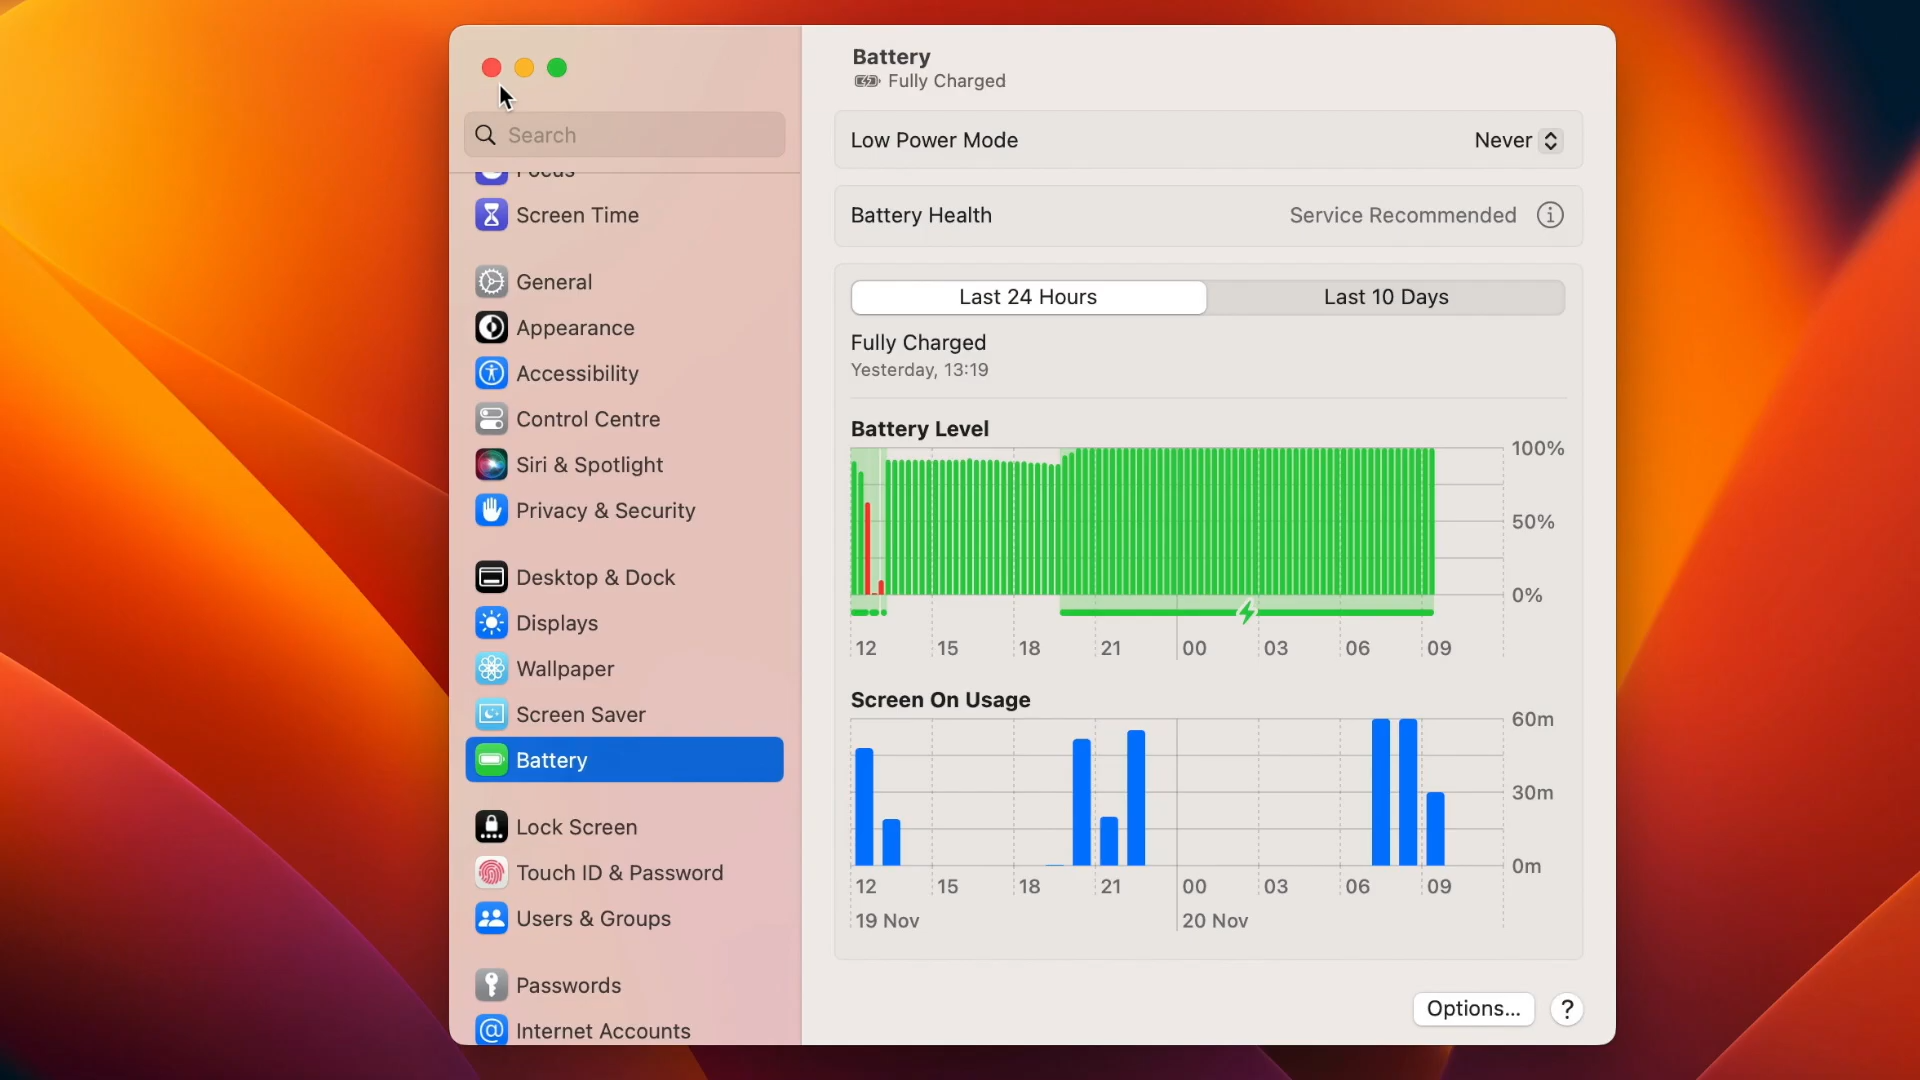 Battery
Fully Charged
Search
Focus
Screen Time
General
Appearance
Accessibility
Control Centre
Siri & Spotlight
Privacy & Security
Desktop & Dock
Displays
Wallpaper
Screen Saver
Battery
Lock Screen
Touch ID & Password
Users & Groups
Passwords
Internet Accounts
Low Power Mode Never
Battery Health Service Recommended
Last 24 Hours Last 10 Days
Fully Charged
Yesterday, 13:19
Battery Level
100%
50%
0%
12 15 18 21 00 03 06 09
Screen On Usage
60m
30m
0m
12 15 18 21 00 03 06 09
19 Nov 20 Nov
Options... ?